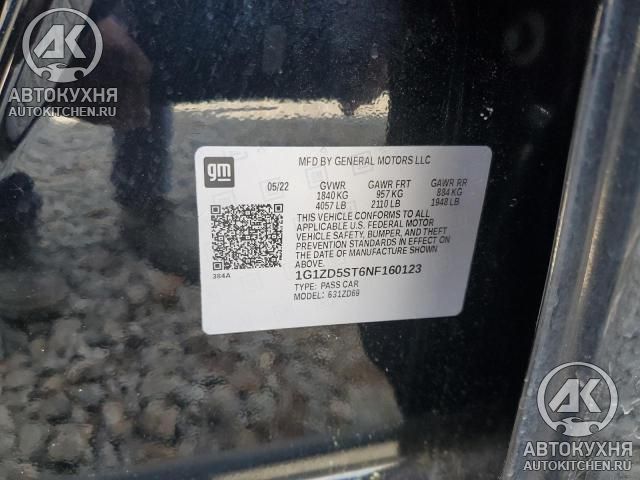 AK
АВТОКУХНЯ
AUTOKITCHEN.RU
gm
MFD BY GENERAL MOTORS LLC
05/22 GVWR GAWR FRT GAWR RR
1840 KG 957 KG 884 KG
4057 LB 2110 LB 1948 LB
THIS VEHICLE CONFORMS TO ALL
APPLICABLE U.S. FEDERAL MOTOR
VEHICLE SAFETY, BUMPER, AND THEFT
PREVENTION STANDARDS IN EFFECT ON
THE DATE OF MANUFACTURE SHOWN
ABOVE.
384A
1G1ZD5ST6NF160123
TYPE: PASS CAR
MODEL: 631ZD69
AK
АВТОКУХНЯ
AUTOKITCHEN.RU